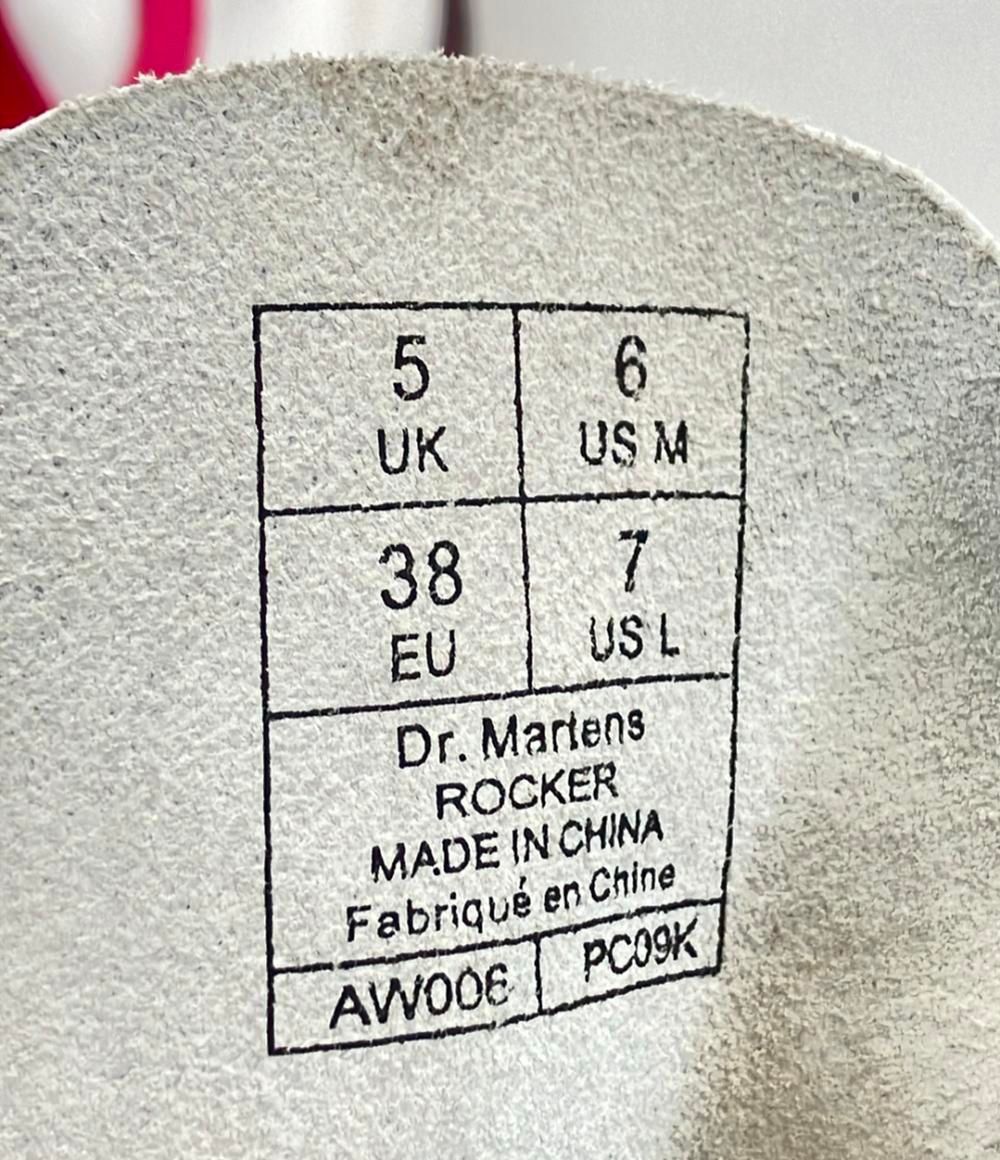 5 6
UK US M
38 7
EU US L
Dr. Martens
ROCKER
MADE IN CHINA
Fabriqué en Chine
AW006 PC09K